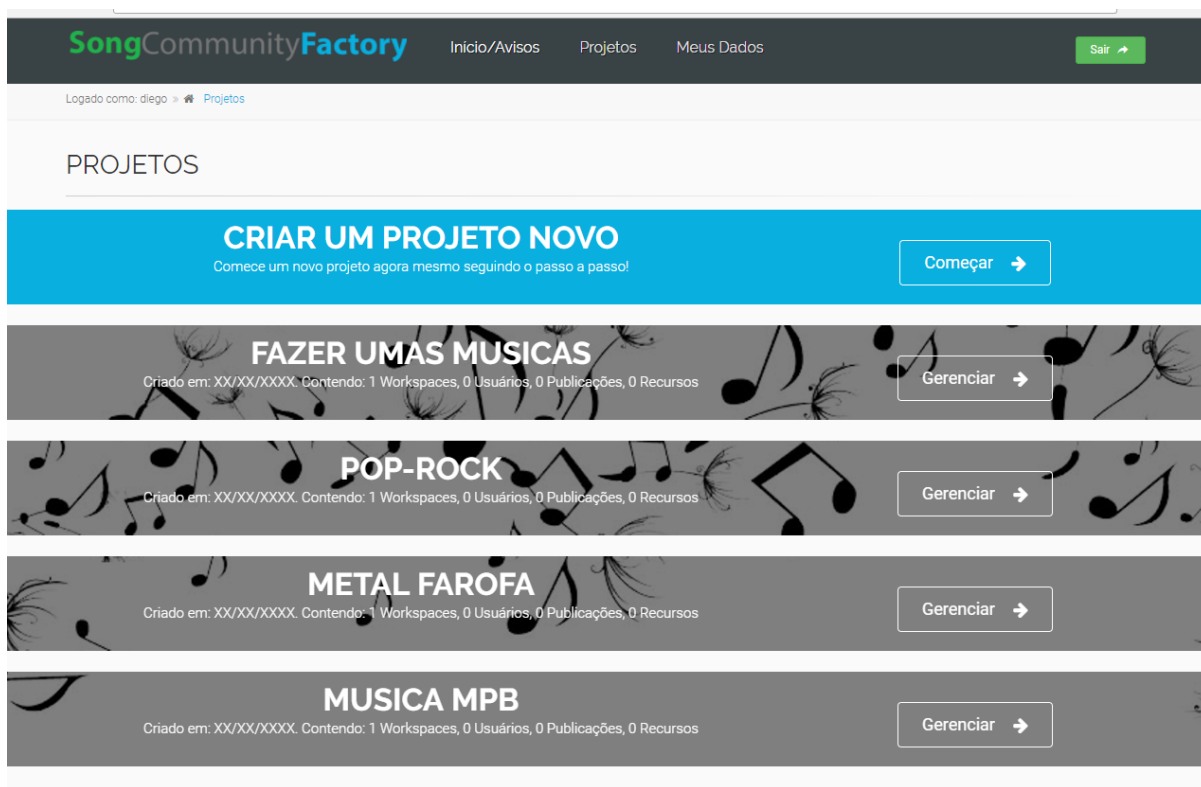 SongCommunityFactory Início/Avisos Projetos Meus Dados Sair
Logado como: diego » Projetos
PROJETOS
CRIAR UM PROJETO NOVO
Comece um novo projeto agora mesmo seguindo o passo a passo!
Começar
FAZER UMAS MUSICAS
Criado em: XX/XX/XXXX. Contendo: 1 Workspaces, 0 Usuários, 0 Publicações, 0 Recursos
Gerenciar
POP-ROCK
Criado em: XX/XX/XXXX. Contendo: 1 Workspaces, 0 Usuários, 0 Publicações, 0 Recursos
Gerenciar
METAL FAROFA
Criado em: XX/XX/XXXX. Contendo: 1 Workspaces, 0 Usuários, 0 Publicações, 0 Recursos
Gerenciar
MUSICA MPB
Criado em: XX/XX/XXXX. Contendo: 1 Workspaces, 0 Usuários, 0 Publicações, 0 Recursos
Gerenciar